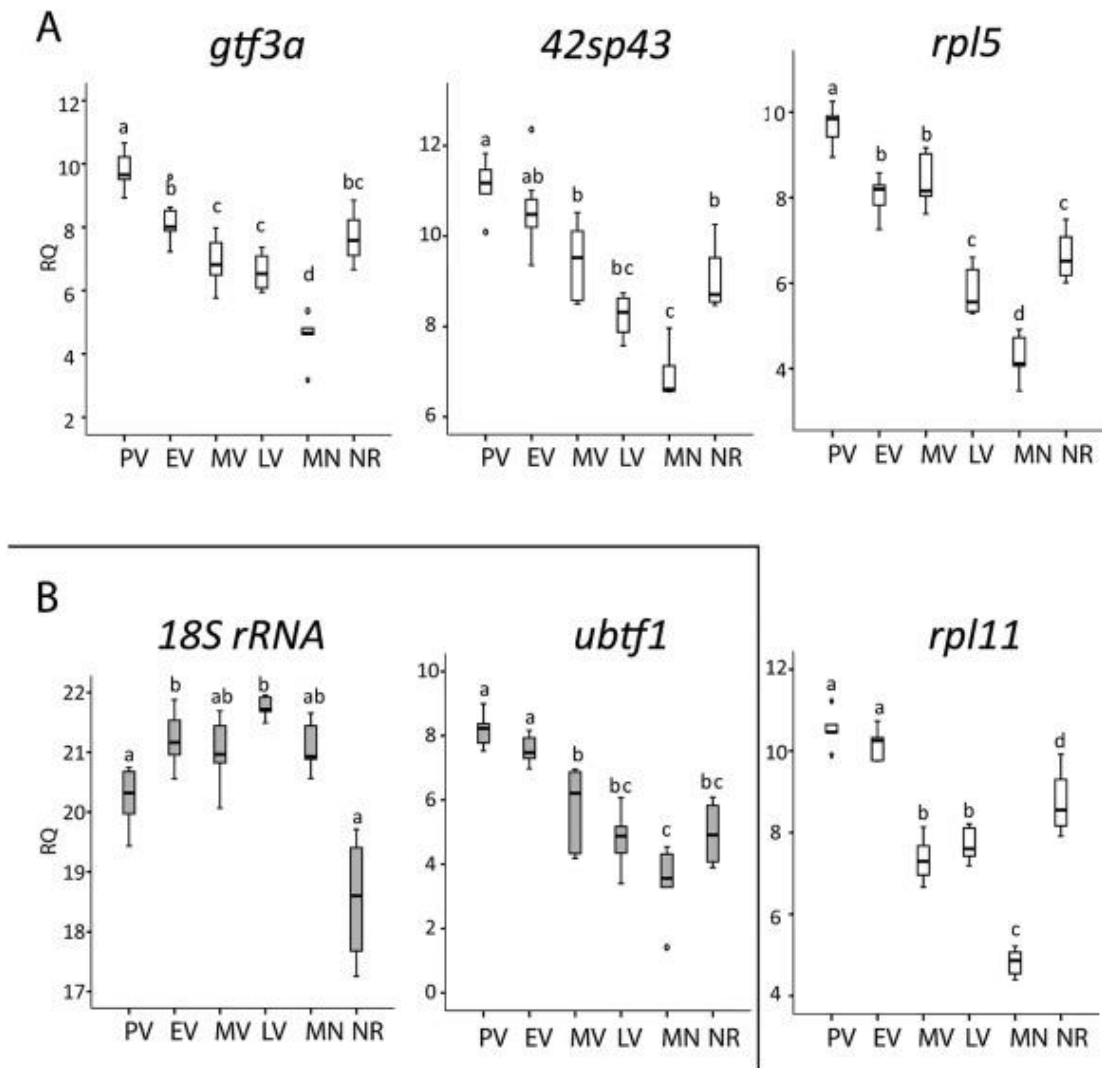 A
gtf3a
42sp43
rpl5
RQ
12
10
8
6
4
2
a
b
c
c
d
bc
PV EV MV LV MN NR
12
10
8
6
a
ab
b
bc
c
b
PV EV MV LV MN NR
10
8
6
4
a
b
b
c
d
c
PV EV MV LV MN NR
B
18S rRNA
ubtf1
rpl11
RQ
22
21
20
19
18
17
a
b
ab
b
ab
a
PV EV MV LV MN NR
10
8
6
4
2
0
a
a
b
bc
c
bc
PV EV MV LV MN NR
12
10
8
6
4
a
a
b
b
c
d
PV EV MV LV MN NR